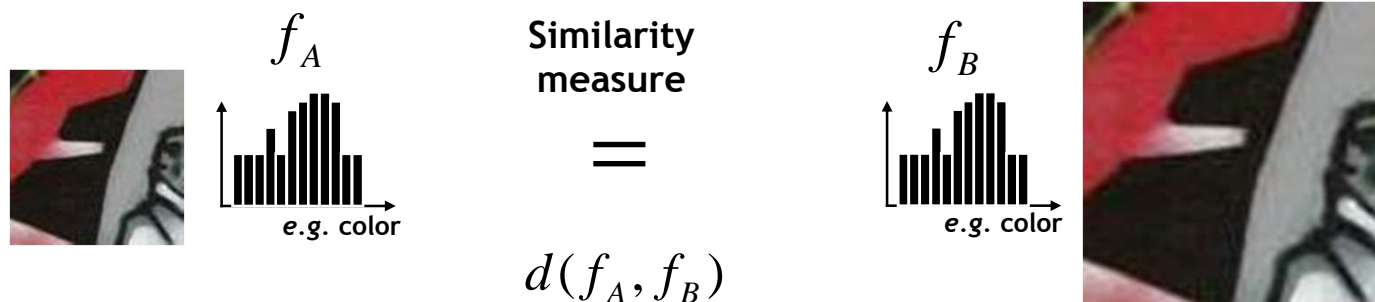 f_A
Similarity
measure
f_B
=
e.g. color
e.g. color
d(f_A, f_B)